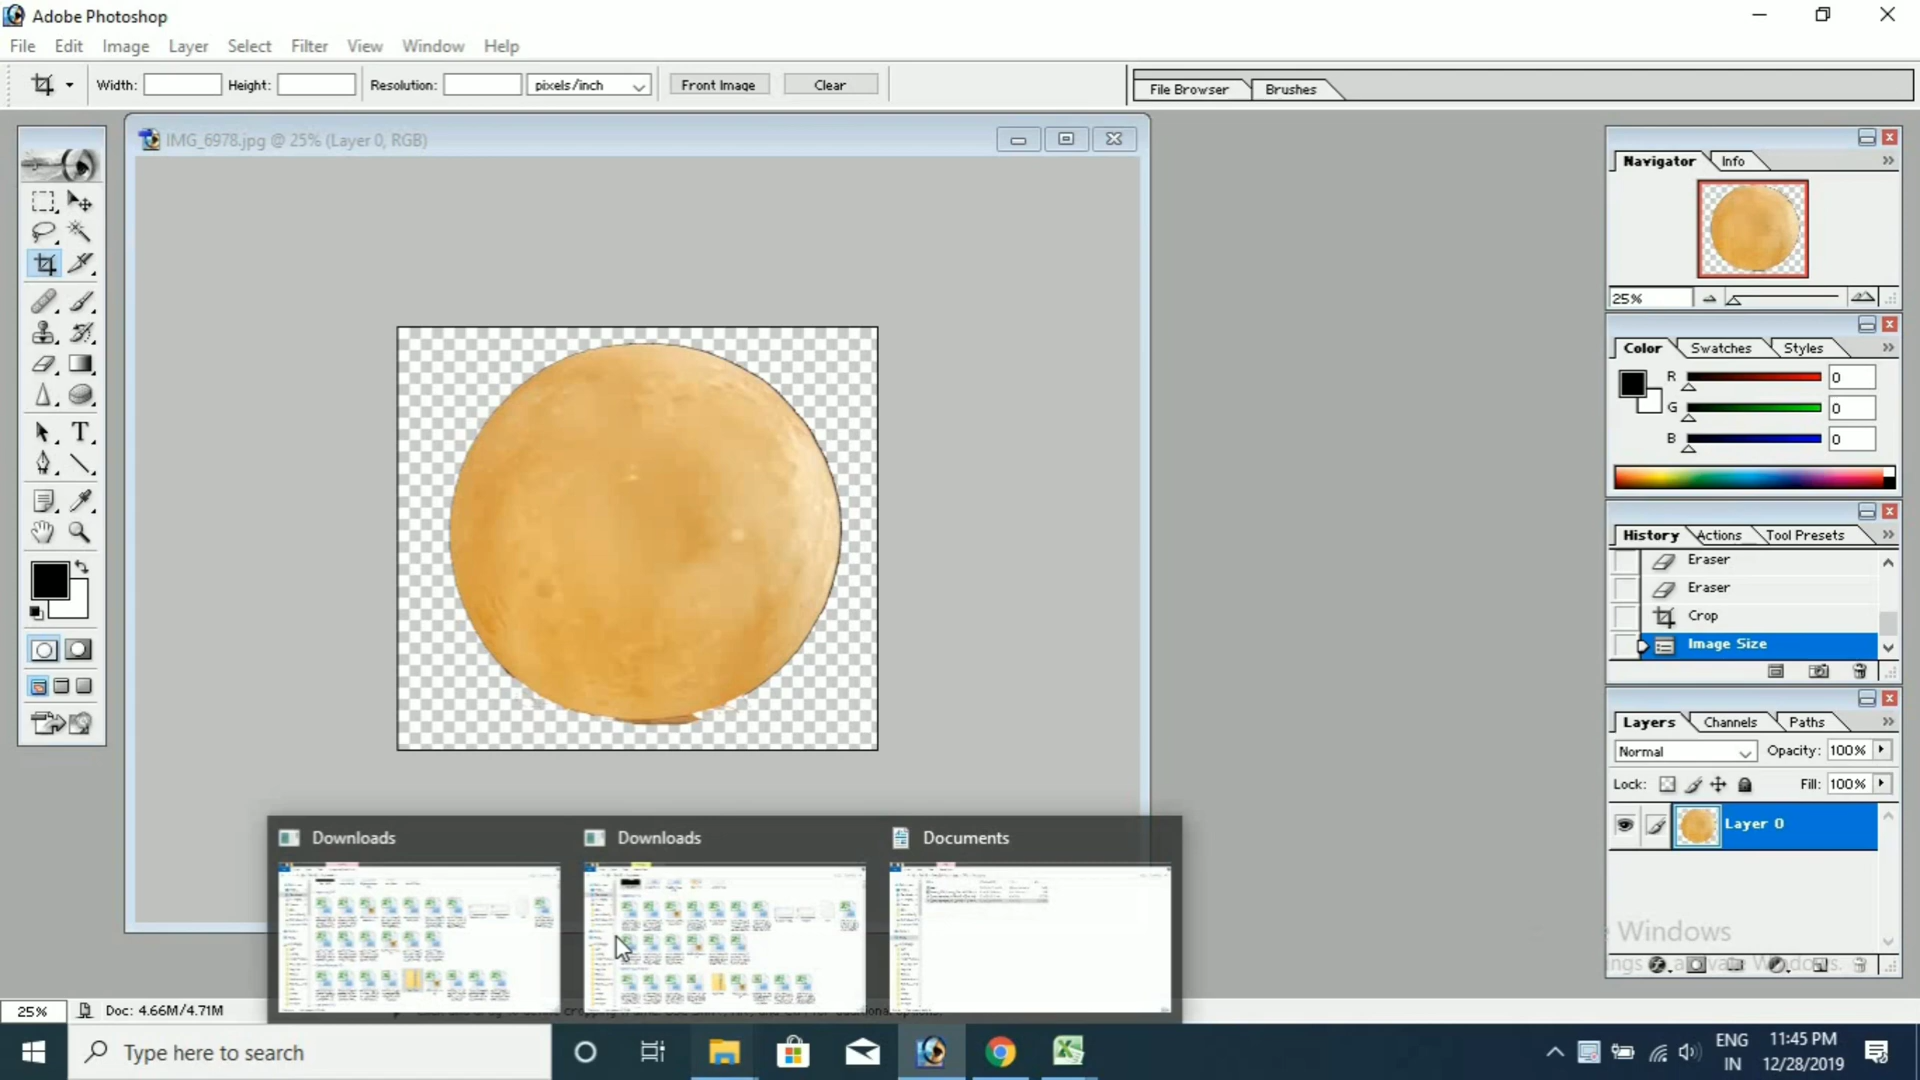 Adobe Photoshop
File Edit Image Layer Select Filter View Window Help
Width: Height: Resolution: pixels/inch Front Image Clear File Browser Brushes
IMG_6978.jpg @ 25% (Layer 0, RGB)
Navigator Info
25%
Color Swatches Styles
R 0
G 0
B 0
History Actions Tool Presets
Eraser
Eraser
Crop
Image Size
Layers Channels Paths
Normal Opacity: 100%
Lock: Fill: 100%
Layer 0
T
Downloads Downloads Documents
Windows
25% Doc: 4.66M/4.71M
Type here to search
ENG 11:45 PM
IN 12/28/2019